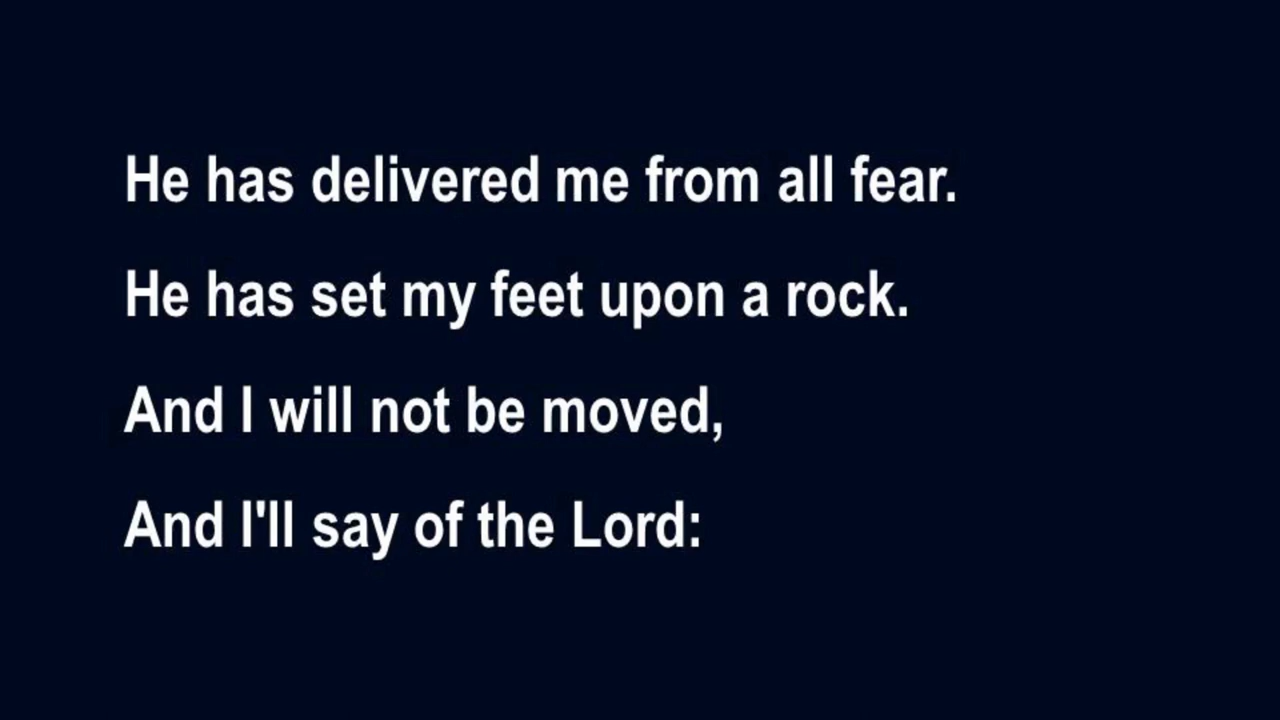 He has delivered me from all fear.
He has set my feet upon a rock.
And I will not be moved,
And I'll say of the Lord: